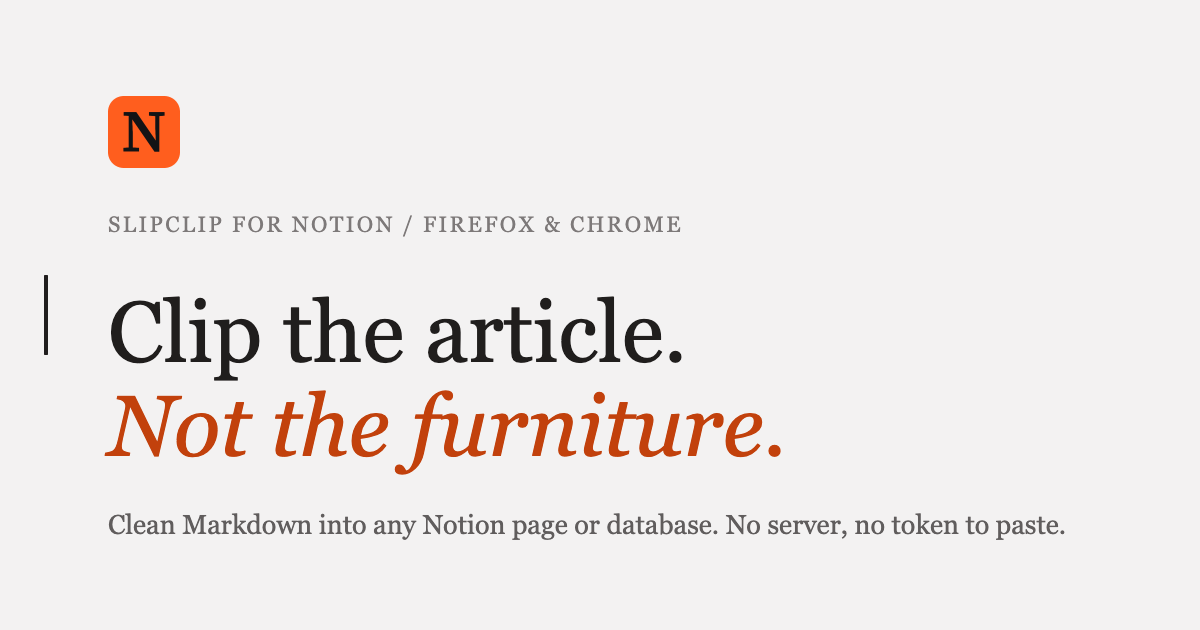 N
SLIPCLIP FOR NOTION / FIREFOX & CHROME
Clip the article.
Not the furniture.
Clean Markdown into any Notion page or database. No server, no token to paste.